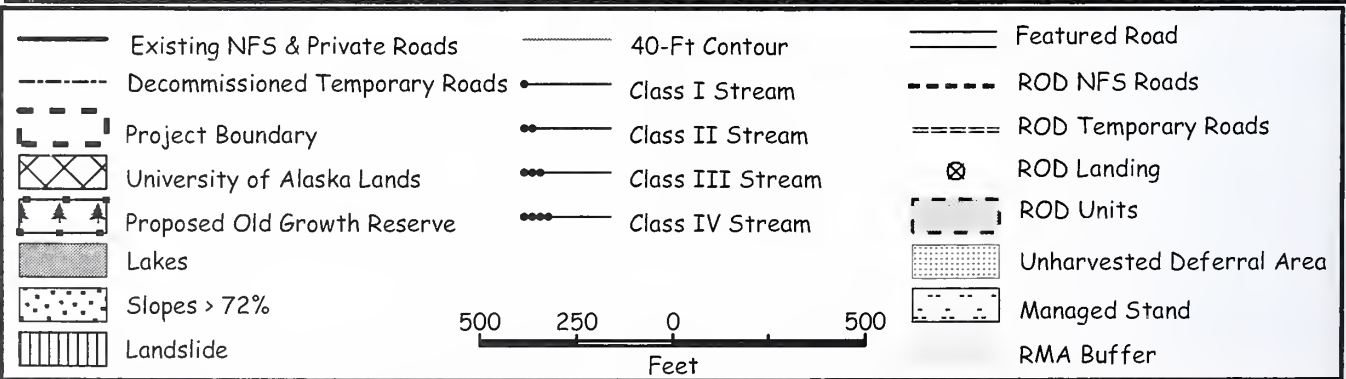 Existing NFS & Private Roads
Decommissioned Temporary Roads
Project Boundary
University of Alaska Lands
Proposed Old Growth Reserve
Lakes
Slopes > 72%
Landslide
40-Ft Contour
Class I Stream
Class II Stream
Class III Stream
Class IV Stream
500 250 0 500
Feet
Featured Road
ROD NFS Roads
ROD Temporary Roads
ROD Landing
ROD Units
Unharvested Deferral Area
Managed Stand
RMA Buffer